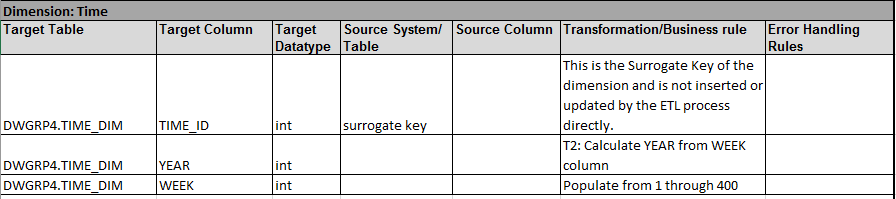 Dimension: Time
Target Table Target Column Target Datatype Source System/ Table Source Column Transformation/Business rule Error Handling Rules
DWGRP4.TIME_DIM TIME_ID int surrogate key This is the Surrogate Key of the dimension and is not inserted or updated by the ETL process directly.
DWGRP4.TIME_DIM YEAR int T2: Calculate YEAR from WEEK column
DWGRP4.TIME_DIM WEEK int Populate from 1 through 400